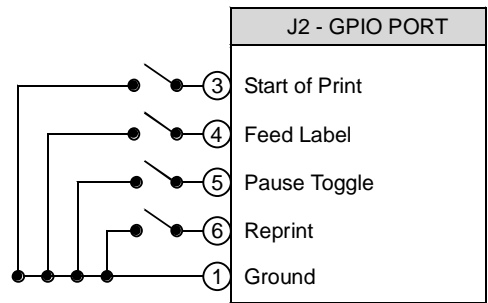 J2 - GPIO PORT
3 Start of Print
4 Feed Label
5 Pause Toggle
6 Reprint
1 Ground